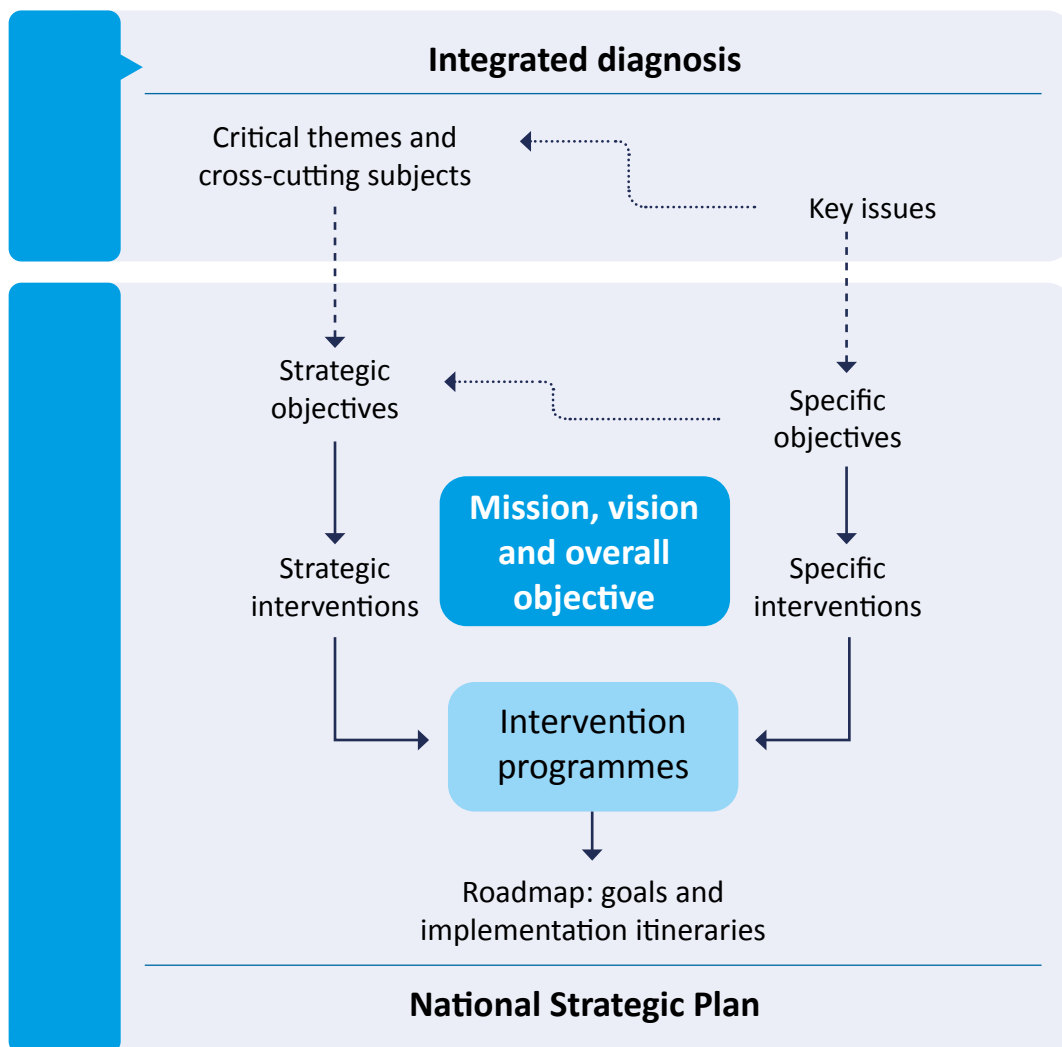 Integrated diagnosis
Critical themes and
cross-cutting subjects
Key issues
Strategic
objectives
Specific
objectives
Mission, vision
and overall
objective
Strategic
interventions
Specific
interventions
Intervention
programmes
Roadmap: goals and
implementation itineraries
National Strategic Plan